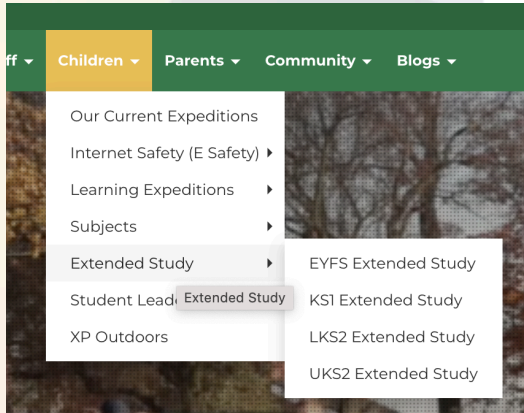 ff
Children
Parents
Community
Blogs
Our Current Expeditions
Internet Safety (E Safety)
Learning Expeditions
Subjects
Extended Study
EYFS Extended Study
Student Lead
Extended Study
KS1 Extended Study
XP Outdoors
LKS2 Extended Study
UKS2 Extended Study